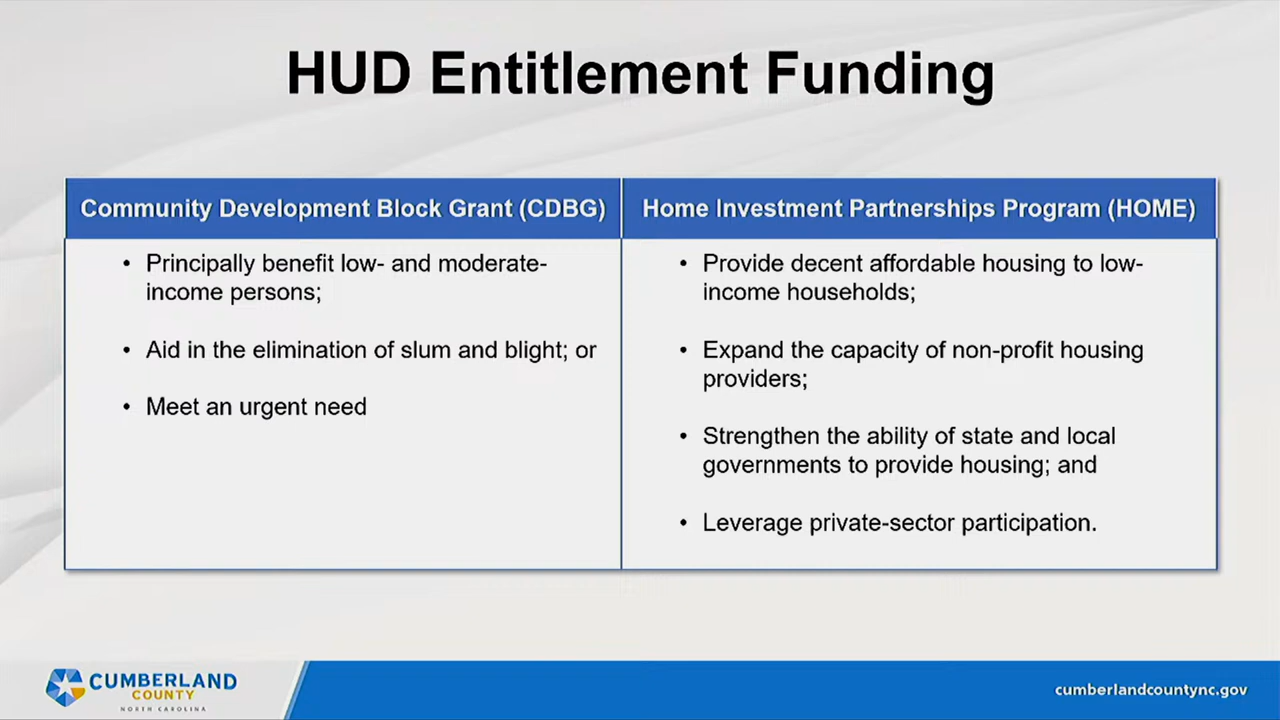 HUD Entitlement Funding
Community Development Block Grant (CDBG)
• Principally benefit low- and moderate-
income persons;
• Aid in the elimination of slum and blight; or
• Meet an urgent need
Home Investment Partnerships Program (HOME)
• Provide decent affordable housing to low-
income households;
• Expand the capacity of non-profit housing
providers;
• Strengthen the ability of state and local
governments to provide housing; and
• Leverage private-sector participation.
CUMBERLAND
COUNTY
NORTH CAROLINA
cumberlandcountync.gov